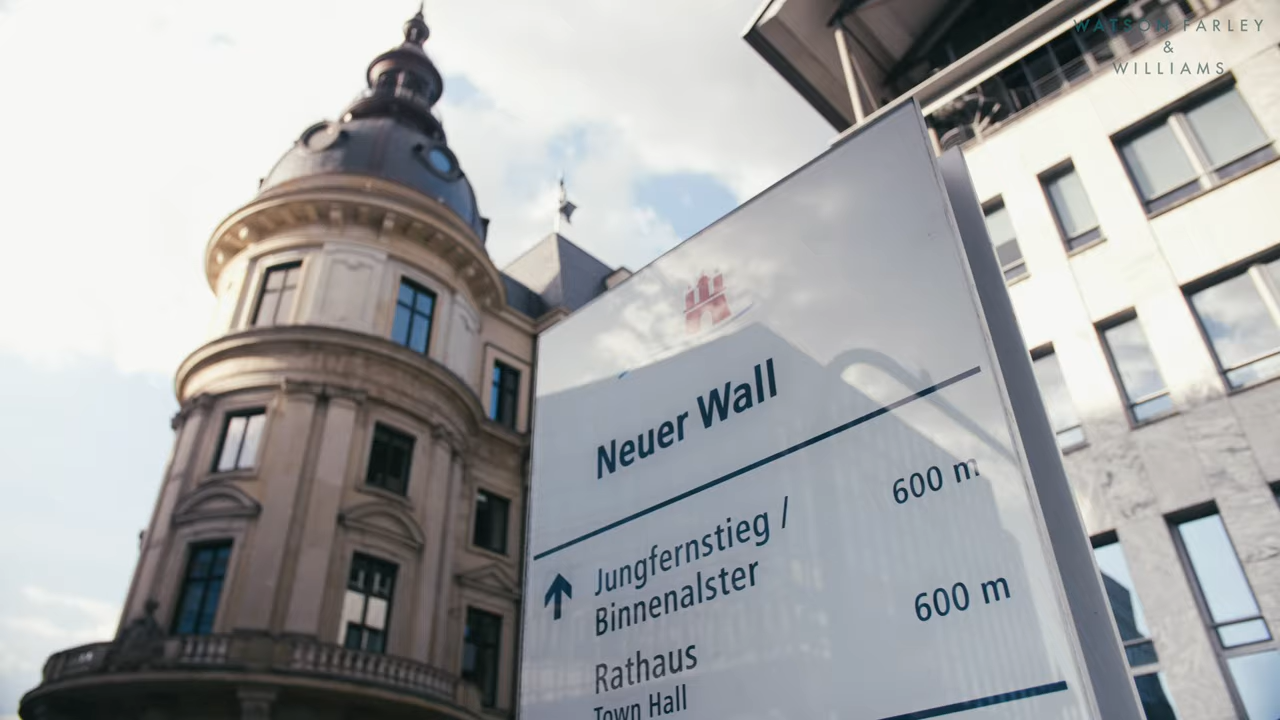 WATSON FARLEY
&
WILLIAMS
Neuer Wall
Jungfernstieg /
Binnenalster
600 m
Rathaus
Town Hall
600 m